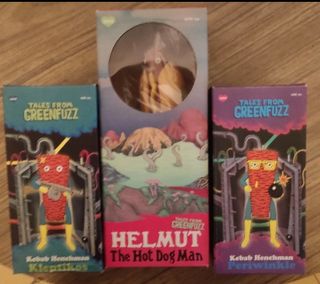 TALES FROM
GREENFUZZ
Kebab Henchman
Kleptikos
TALES FROM
GREENFUZZ
HELMUT
The Hot Dog Man
TALES FROM
GREENFUZZ
Kebab Henchman
Periwinkle